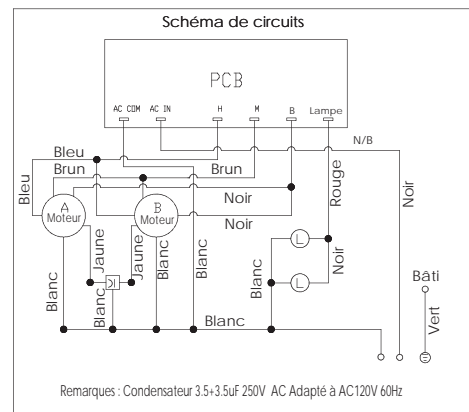 Schéma de circuits
PCB
AC COM AC IN H M B Lampe
N/B
Bleu
Brun Brun
Bleu
Noir
Rouge
Noir
A
Moteur
B
Moteur
Noir
Jaune
Jaune
Blanc
Blanc
Blanc
Blanc
L
Blanc
Noir
L
Bâti
Vert
Blanc
Remarques : Condensateur 3.5+3.5uF 250V AC Adapté à AC120V 60Hz